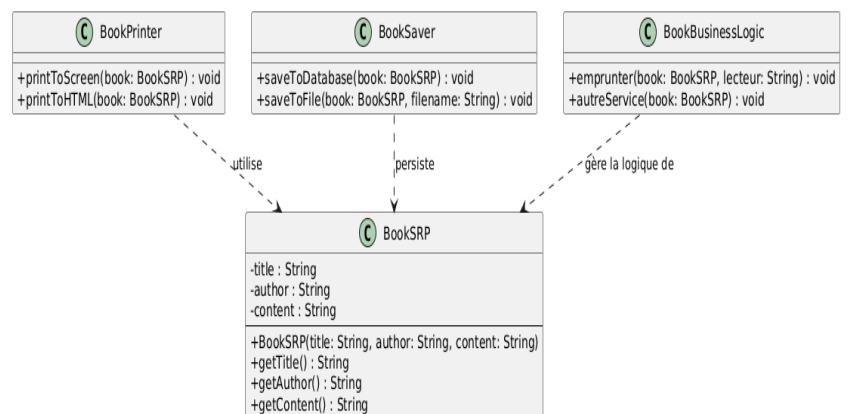 C BookPrinter
+printToScreen(book: BookSRP) : void
+printToHTML(book: BookSRP) : void
C BookSaver
+saveToDatabase(book: BookSRP) : void
+saveToFile(book: BookSRP, filename: String) : void
C BookBusinessLogic
+emprunter(book: BookSRP, lecteur: String) : void
+autreService(book: BookSRP) : void
utilise
persiste
gère la logique de
C BookSRP
-title : String
-author : String
-content : String
+BookSRP(title: String, author: String, content: String)
+getTitle() : String
+getAuthor() : String
+getContent() : String